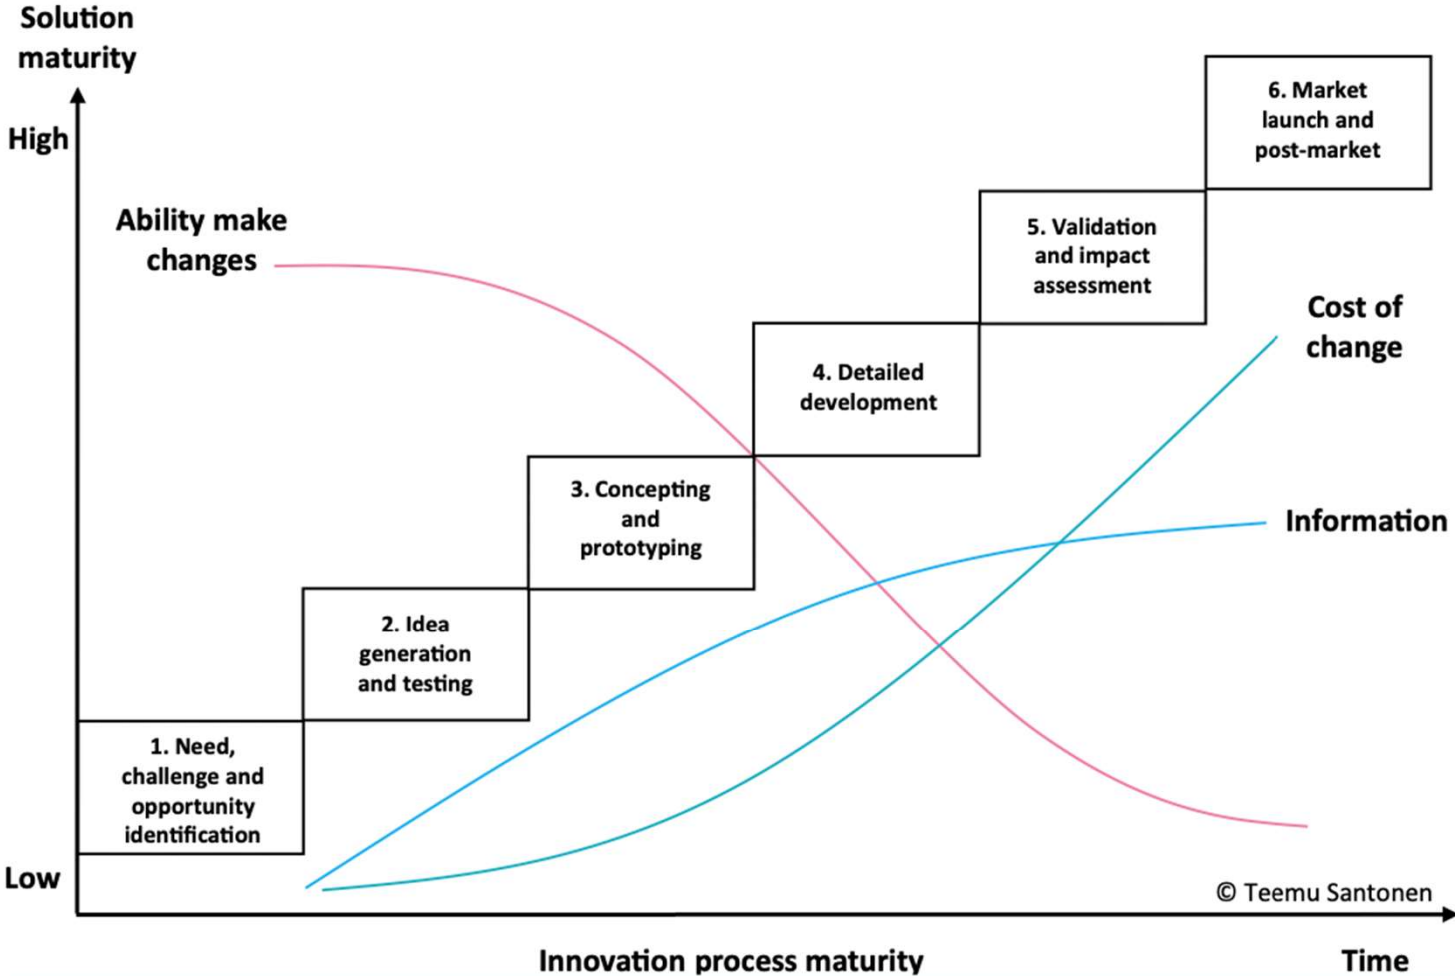 Solution
maturity
High
6. Market
launch and
post-market
Ability make
changes
5. Validation
and impact
assessment
Cost of
change
4. Detailed
development
3. Concepting
and
prototyping
Information
2. Idea
generation
and testing
1. Need,
challenge and
opportunity
identification
Low
© Teemu Santonen
Innovation process maturity
Time